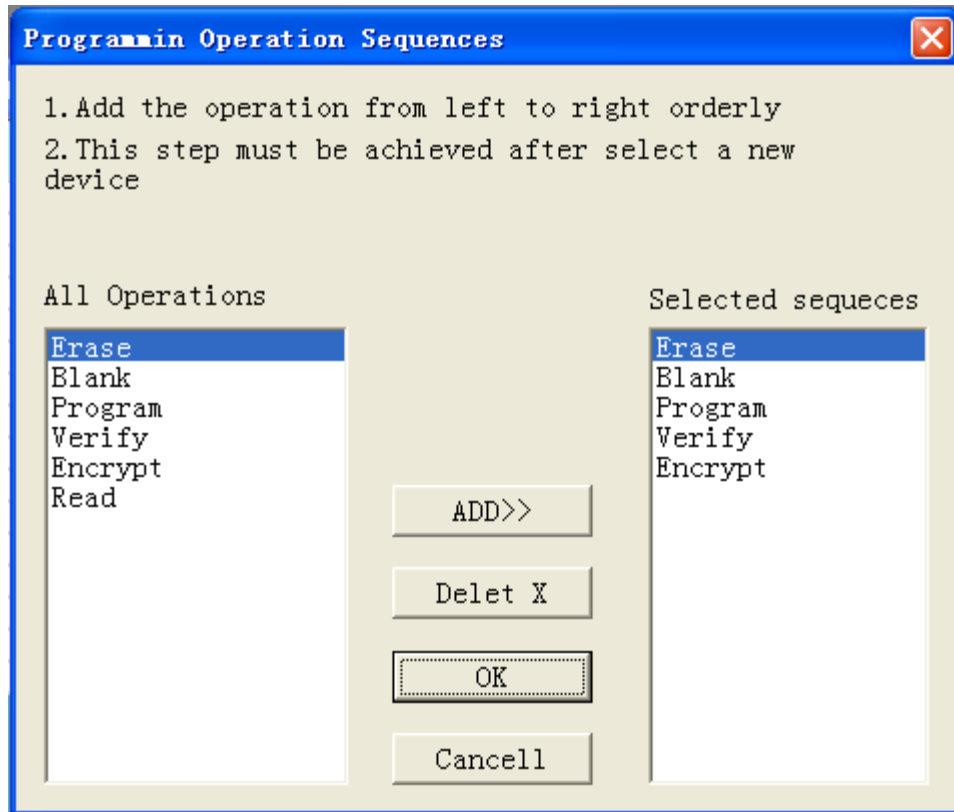 Programmin Operation Sequences
1.Add the operation from left to right orderly
2.This step must be achieved after select a new
device
All Operations
Selected sequeces
Erase
Blank
Program
Verify
Encrypt
Read
Erase
Blank
Program
Verify
Encrypt
ADD>>
Delet X
OK
Cancell